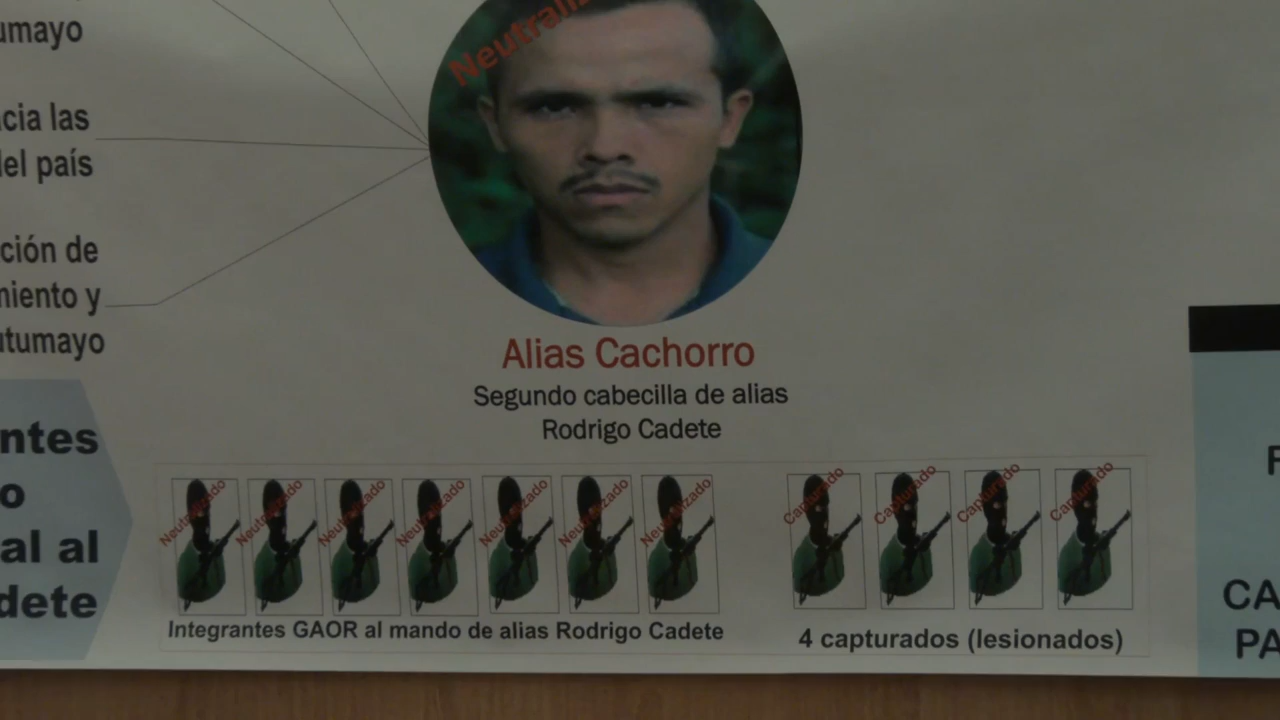 umayo
cia las
del país
ción de
miento y
utumayo
ntes
o
al al
dete
Alias Cachorro
Segundo cabecilla de alias
Rodrigo Cadete
Neutralizado
Neutralizado
Neutralizado
Neutralizado
Neutralizado
Neutralizado
Neutralizado
Integrantes GAOR al mando de alias Rodrigo Cadete
Capturado
Capturado
Capturado
Capturado
4 capturados (lesionados)
CA
PA